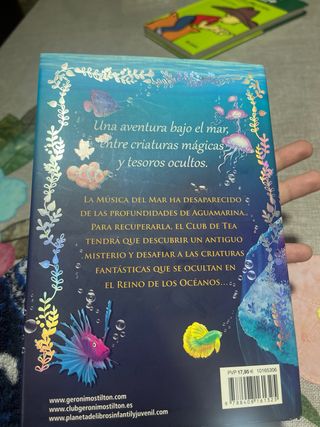 Una aventura bajo el mar,
entre criaturas mágicas
y tesoros ocultos.
La Música del Mar ha desaparecido
de las profundidades de Aguamarina.
Para recuperarla, el Club de Tea
tendrá que descubrir un antiguo
misterio y desafiar a las criaturas
fantásticas que se ocultan en
el Reino de los Océanos...
PVP 17,95 € 10165306
www.geronimostilton.com
www.clubgeronimostilton.es
www.planetadelibrosinfantilyjuvenil.com